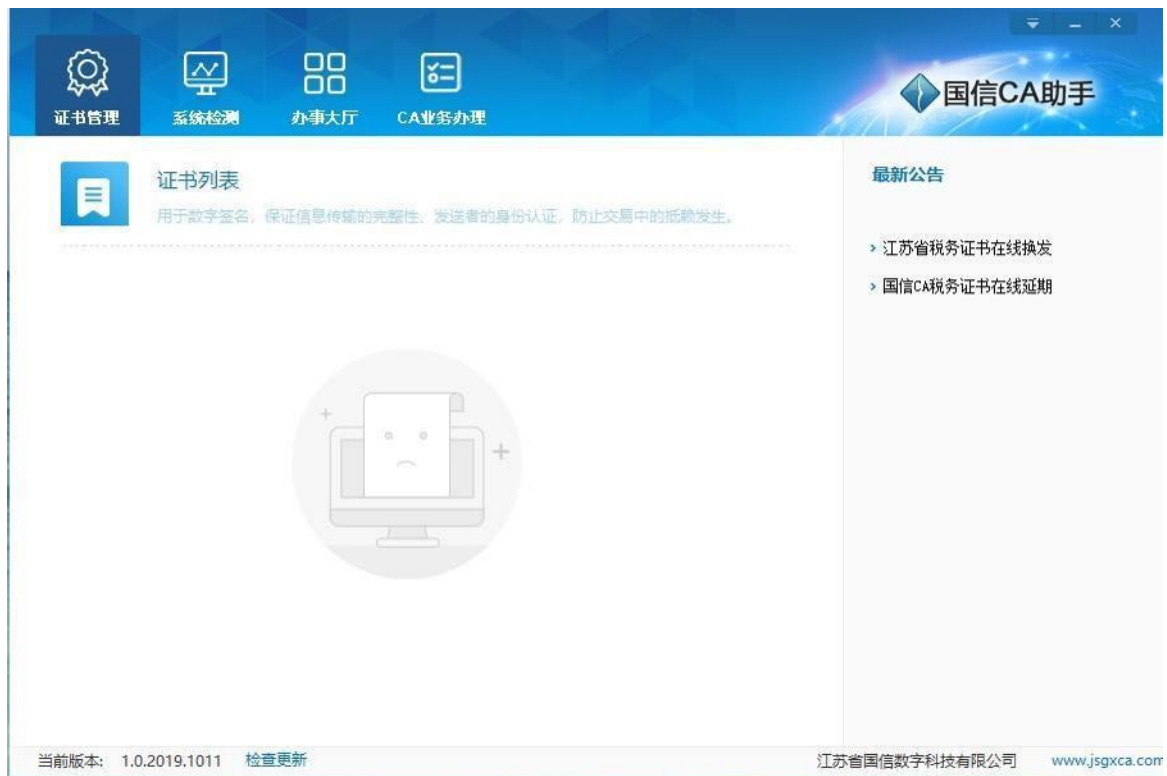 证书管理
系统检测
办事大厅
CA业务办理
国信CA助手
证书列表
用于数字签名，保证信息传输的完整性、发送者的身份认证、防止交易中的抵赖发生。
最新公告
江苏省税务证书在线换发
国信CA税务证书在线延期
当前版本: 1.0.2019.1011 检查更新
江苏省国信数字科技有限公司 www.jsgxca.com